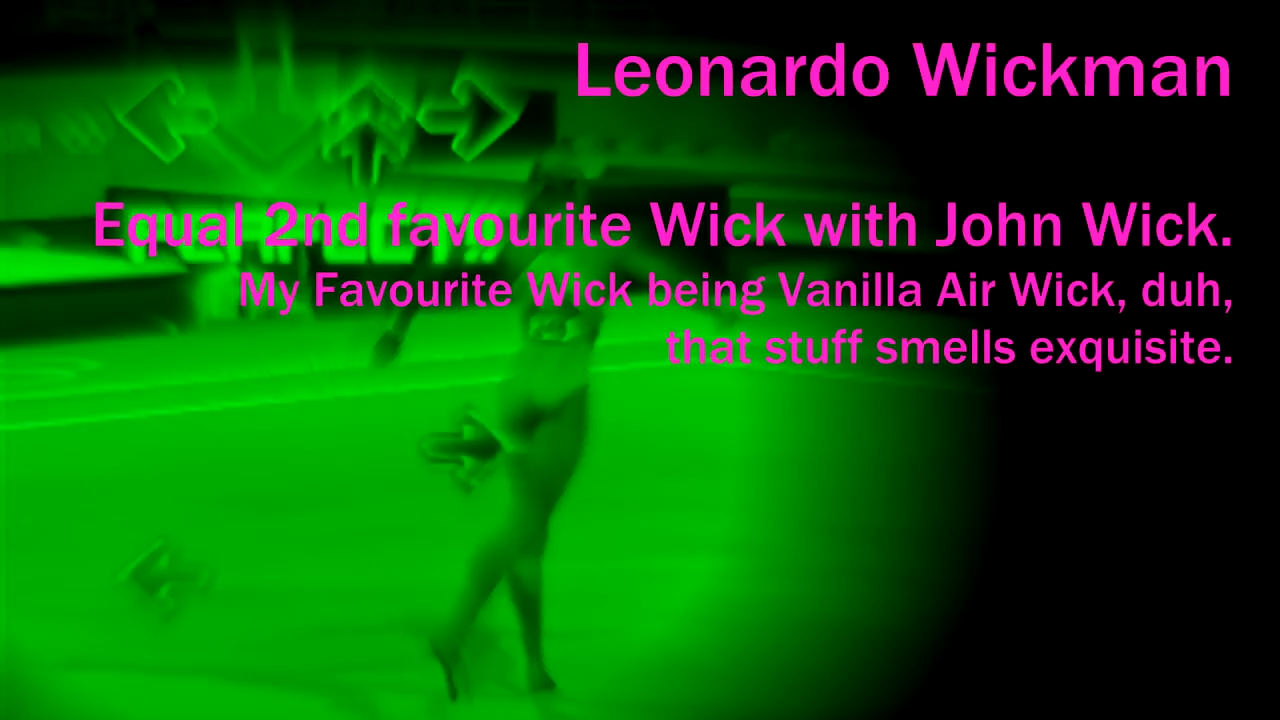 Leonardo Wickman
Equal 2nd favourite Wick with John Wick.
My Favourite Wick being Vanilla Air Wick, duh,
that stuff smells exquisite.